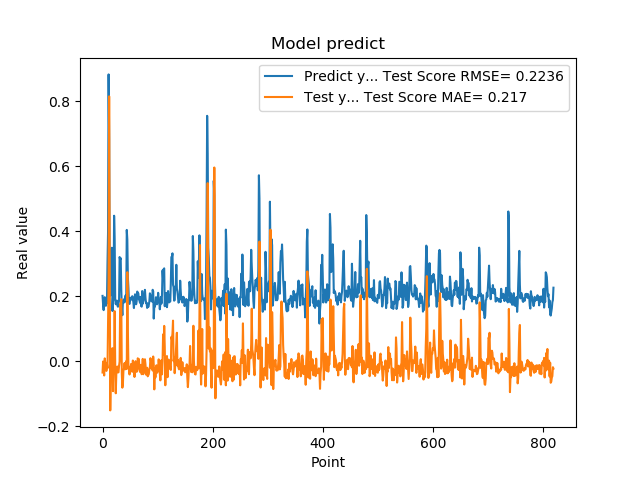 Model predict
Predict y... Test Score RMSE= 0.2236
Test y... Test Score MAE= 0.217
Real value
0.8
0.6
0.4
0.2
0.0
−0.2
0 200 400 600 800
Point